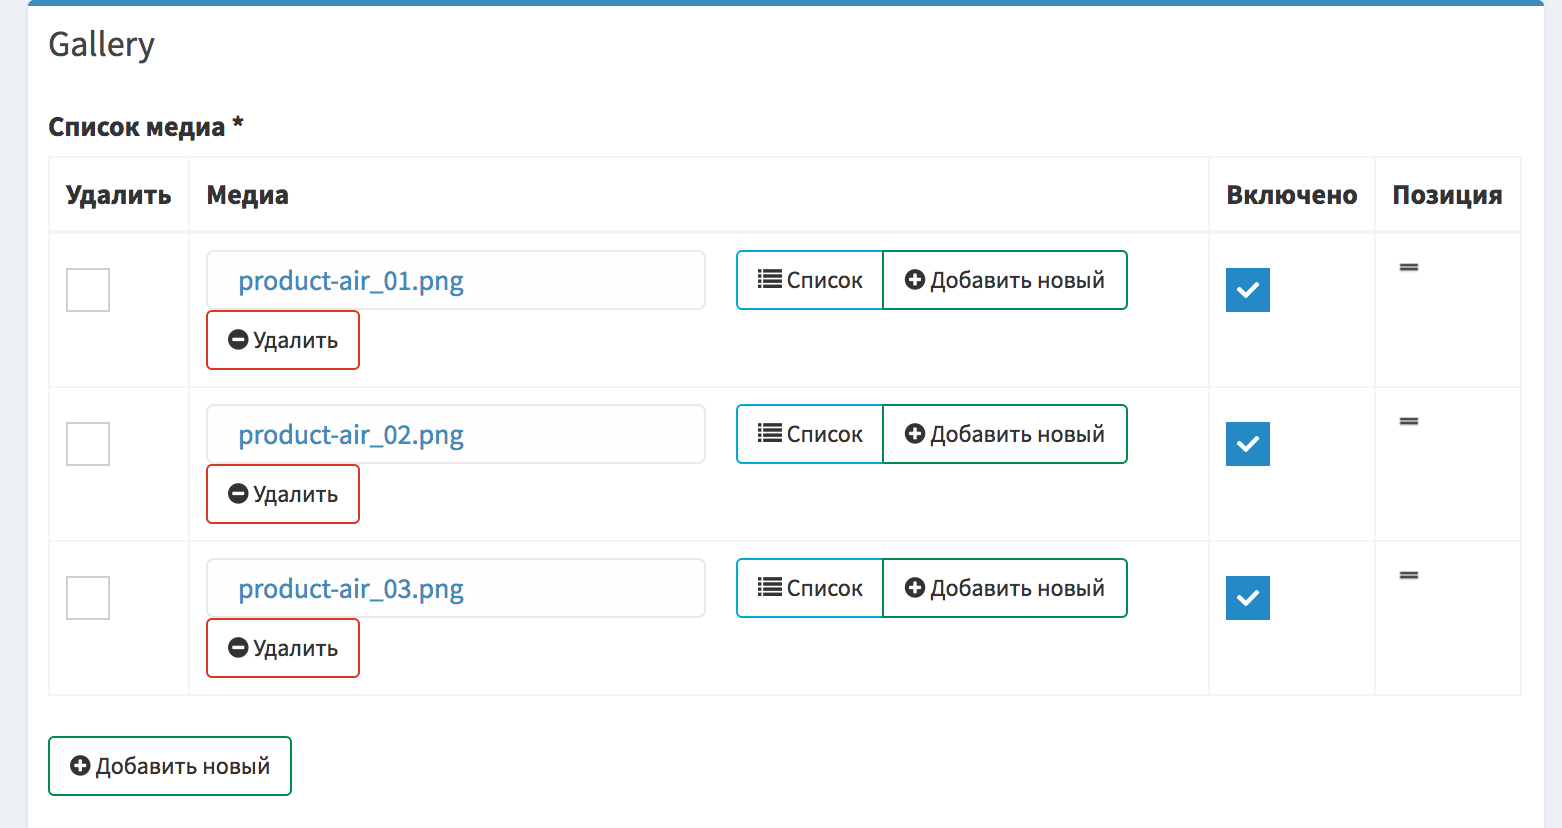 Gallery
Список медиа *
Удалить Медиа Включено Позиция
product-air_01.png Список Добавить новый
Удалить
product-air_02.png Список Добавить новый
Удалить
product-air_03.png Список Добавить новый
Удалить
Добавить новый